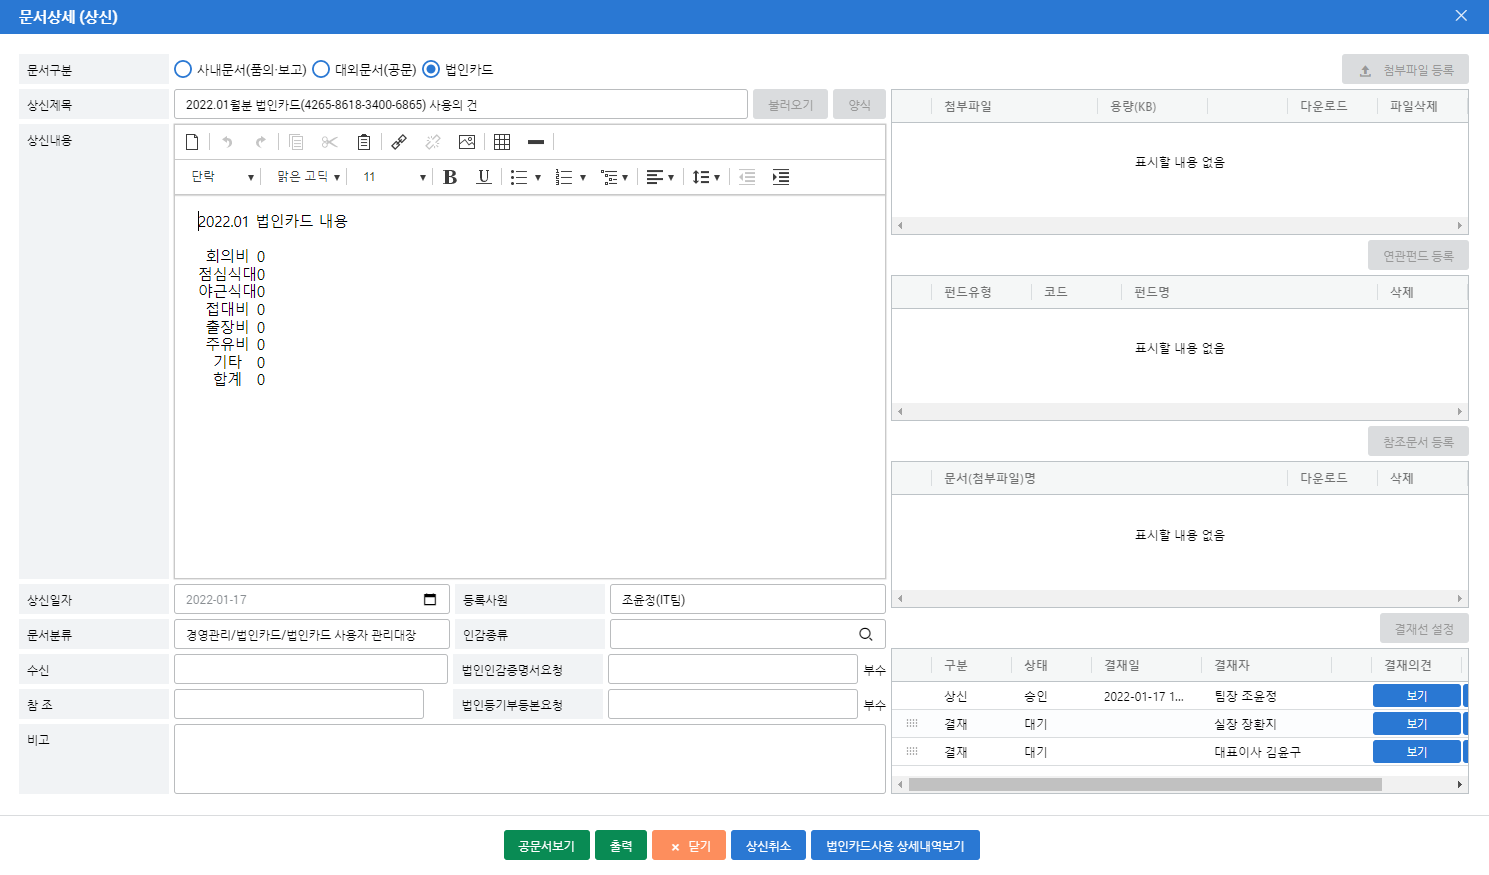 문서상세 (상신)
문서구분
사내문서(품의·보고) 대외문서(공문) 법인카드
첨부파일 등록
상신제목
2022.01월분 법인카드(4265-8618-3400-6865) 사용의 건
불러오기
양식
첨부파일 용량(KB) 다운로드 파일삭제
표시할 내용 없음
상신내용
단락 맑은 고딕 11 B U
2022.01 법인카드 내용
회의비 0
점심식대0
야근식대0
접대비 0
출장비 0
주유비 0
기타 0
합계 0
연관펀드 등록
펀드유형 코드 펀드명 삭제
표시할 내용 없음
참조문서 등록
문서(첨부파일)명 다운로드 삭제
표시할 내용 없음
상신일자 2022-01-17 등록사원 조윤정(IT팀)
문서분류 경영관리/법인카드/법인카드 사용자 관리대장 인감종류
수신 법인인감증명서요청 부수
참 조 법인등기부등본요청 부수
비고
결재선 설정
구분 상태 결재일 결재자 결재의견
상신 승인 2022-01-17 1... 팀장 조윤정 보기
결재 대기 실장 장환지 보기
결재 대기 대표이사 김윤구 보기
공문서보기 출력 × 닫기 상신취소 법인카드사용 상세내역보기